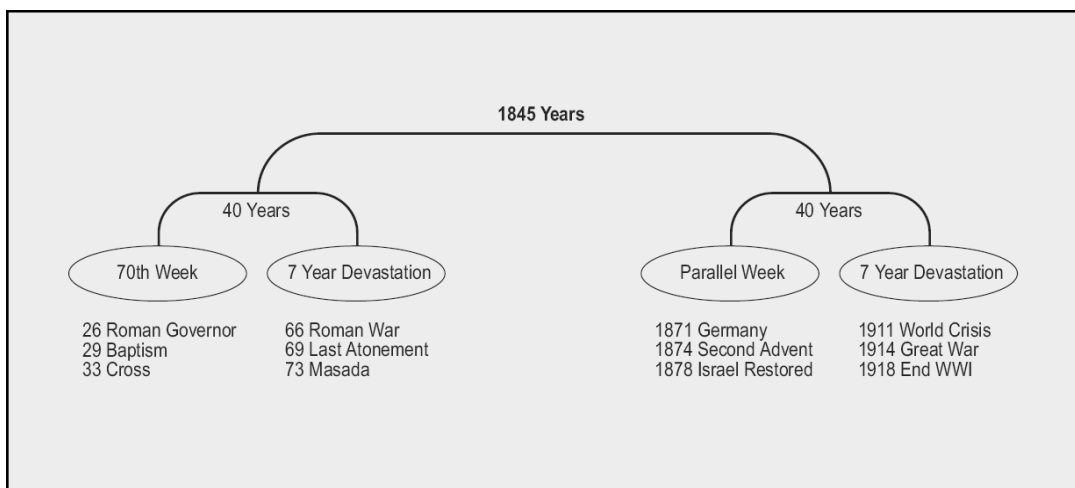 1845 Years
40 Years
40 Years
70th Week
7 Year Devastation
Parallel Week
7 Year Devastation
26 Roman Governor
29 Baptism
33 Cross
66 Roman War
69 Last Atonement
73 Masada
1871 Germany
1874 Second Advent
1878 Israel Restored
1911 World Crisis
1914 Great War
1918 End WWI